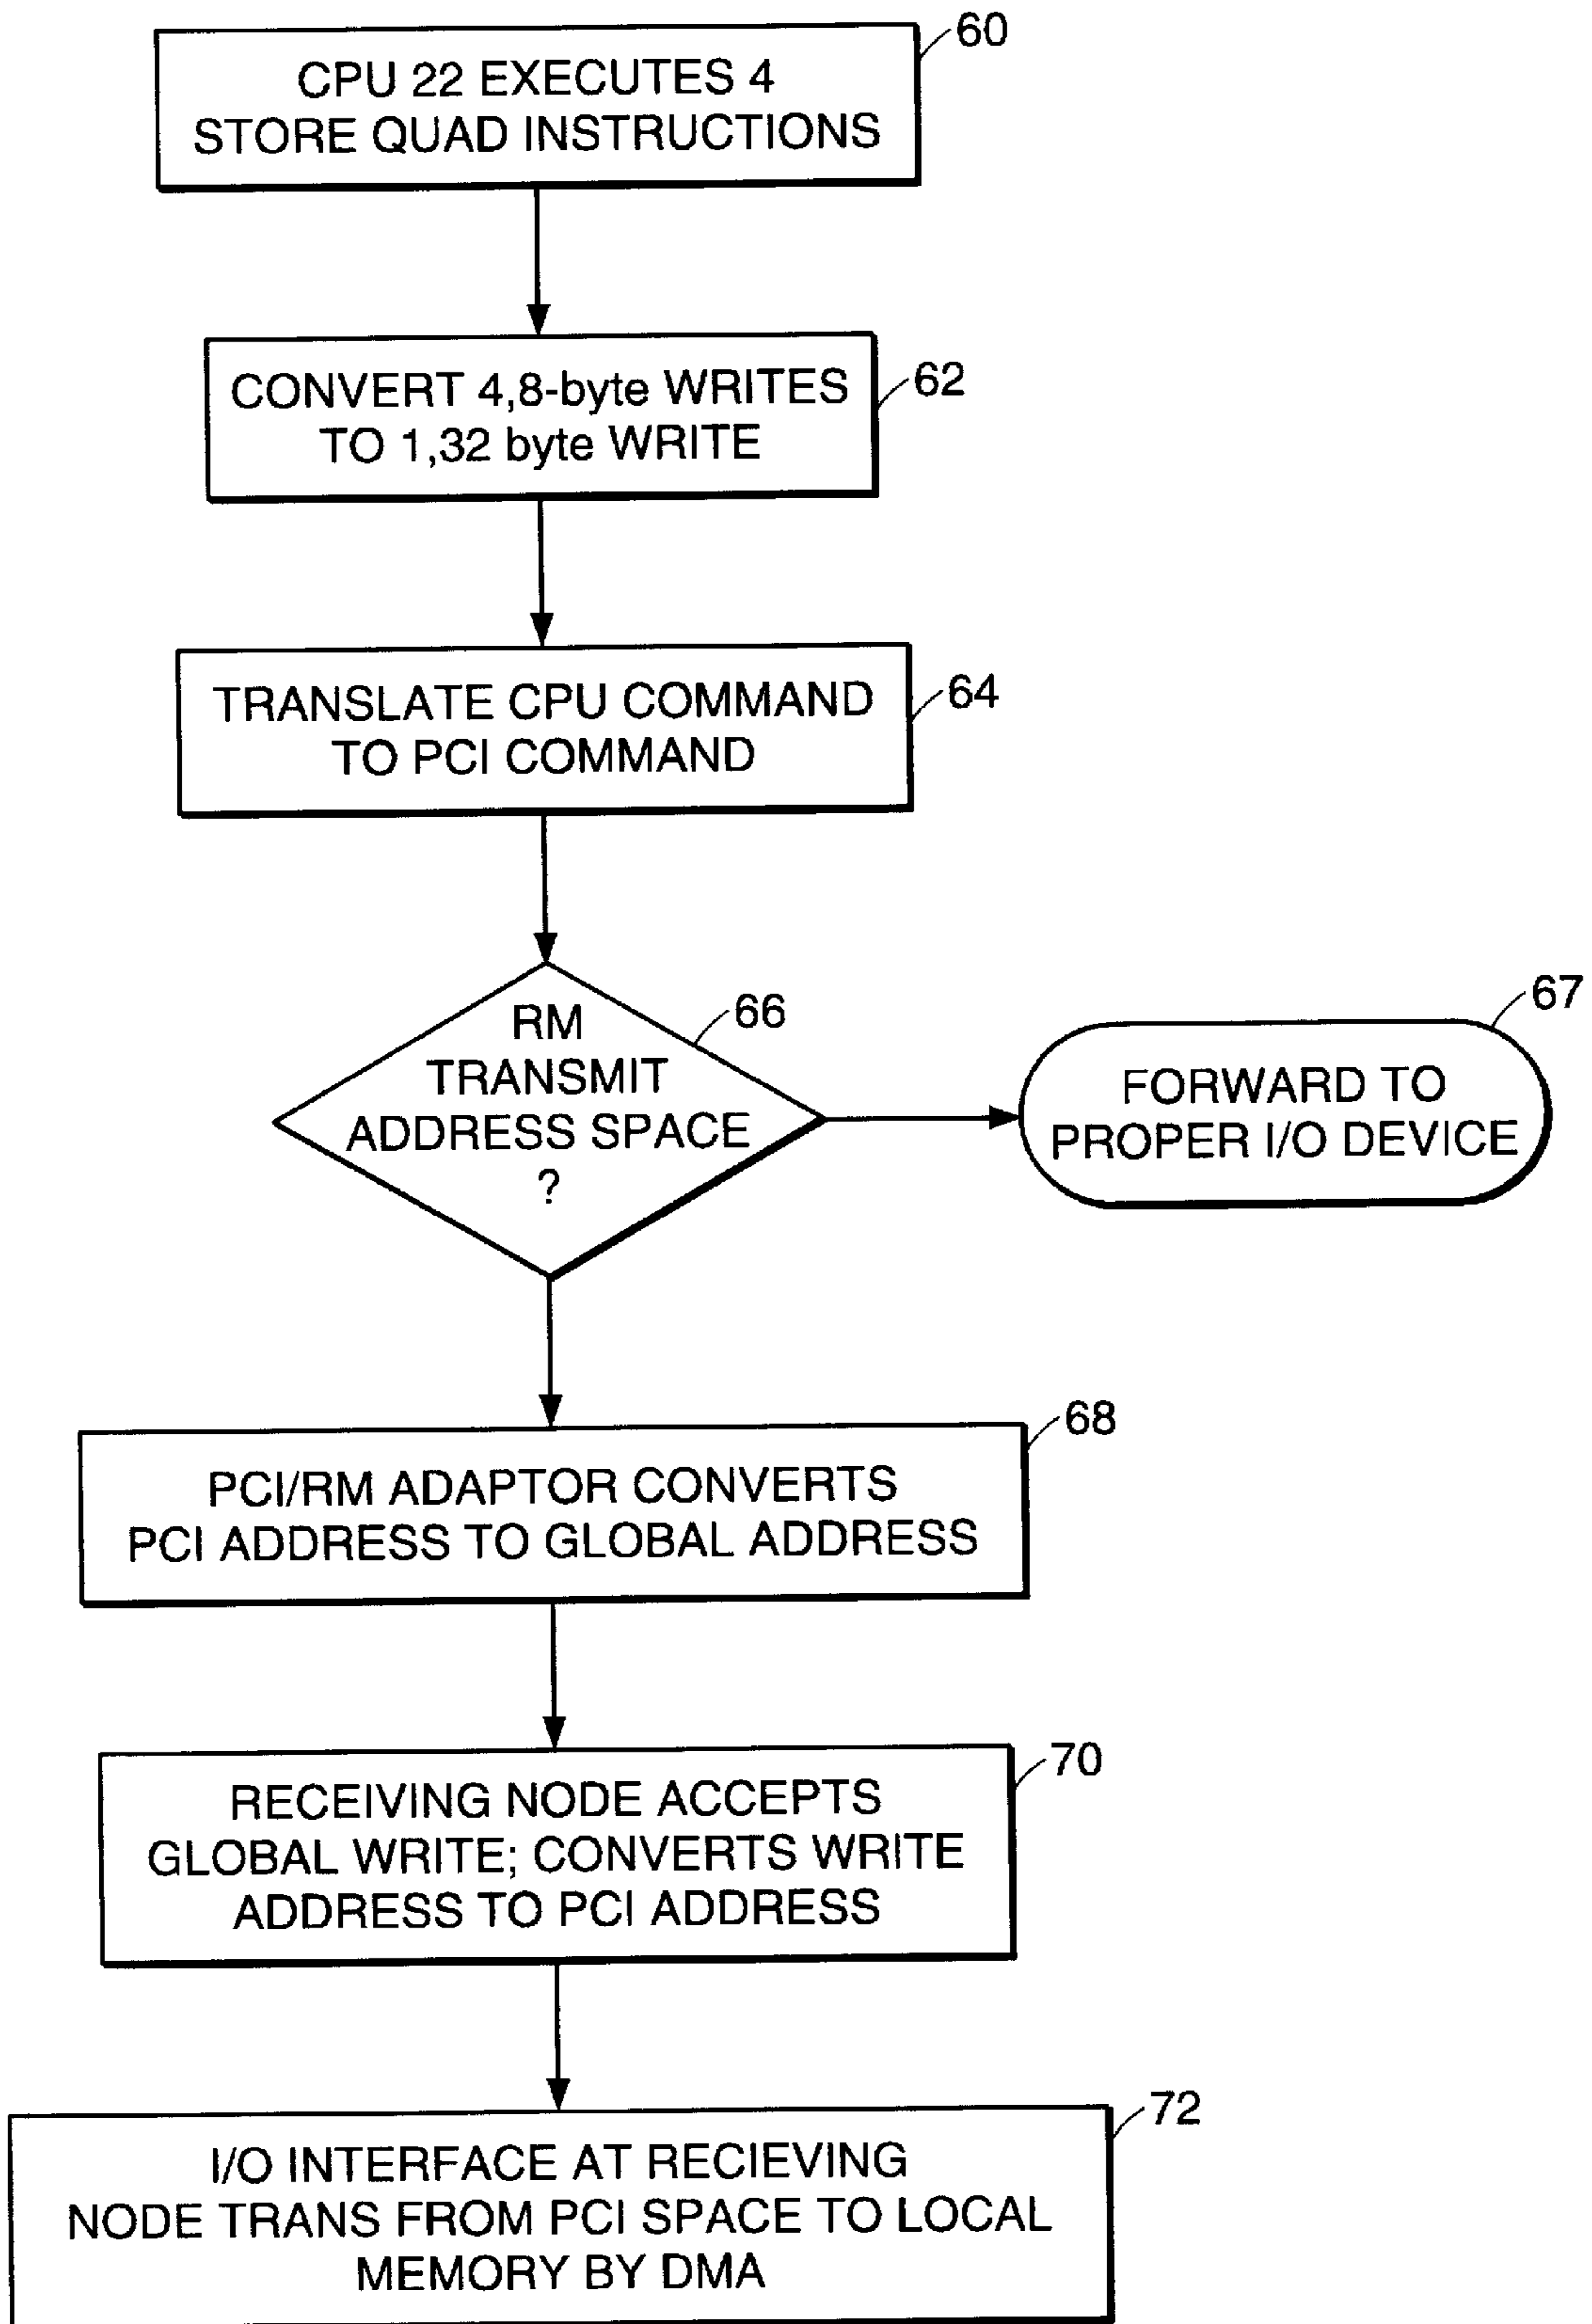 60
CPU 22 EXECUTES 4
STORE QUAD INSTRUCTIONS
CONVERT 4,8-byte WRITES
TO 1,32 byte WRITE
62
TRANSLATE CPU COMMAND
TO PCI COMMAND
64
RM
TRANSMIT
ADDRESS SPACE
?
66
67
FORWARD TO
PROPER I/O DEVICE
68
PCI/RM ADAPTOR CONVERTS
PCI ADDRESS TO GLOBAL ADDRESS
70
RECEIVING NODE ACCEPTS
GLOBAL WRITE; CONVERTS WRITE
ADDRESS TO PCI ADDRESS
72
I/O INTERFACE AT RECIEVING
NODE TRANS FROM PCI SPACE TO LOCAL
MEMORY BY DMA